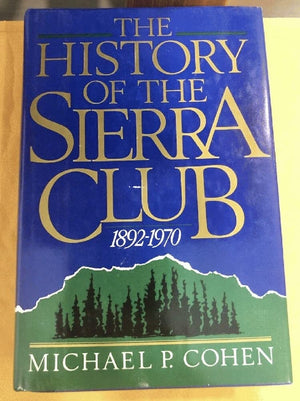 THE
HISTORY
OF THE
SIERRA
CLUB
1892-1970
MICHAEL P. COHEN